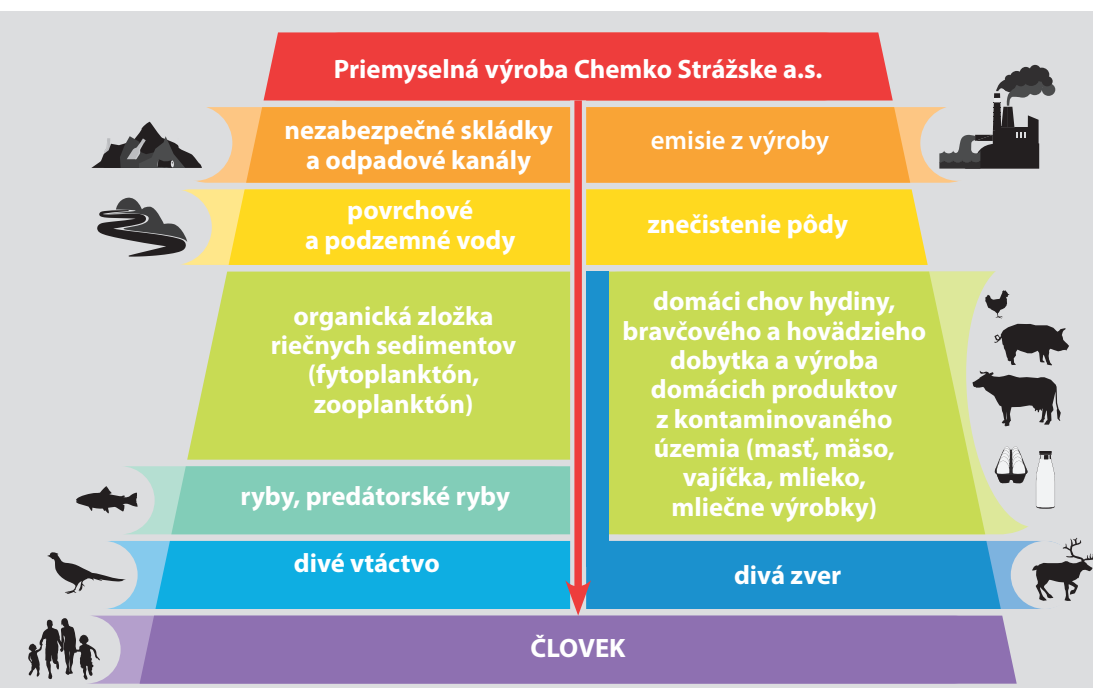 Priemyselná výroba Chemko Strážske a.s.
nezabezpečné skládky
a odpadové kanály
emisie z výroby
povrchové
a podzemné vody
znečistenie pôdy
organická zložka
riečnych sedimentov
(fytoplanktón,
zooplanktón)
domáci chov hydiny,
bravčového a hovädzieho
dobytka a výroba
domácich produktov
z kontaminovaného
územia (masť, mäso,
vajíčka, mlieko,
mliečne výrobky)
ryby, predátorské ryby
divé vtáctvo
divá zver
ČLOVEK